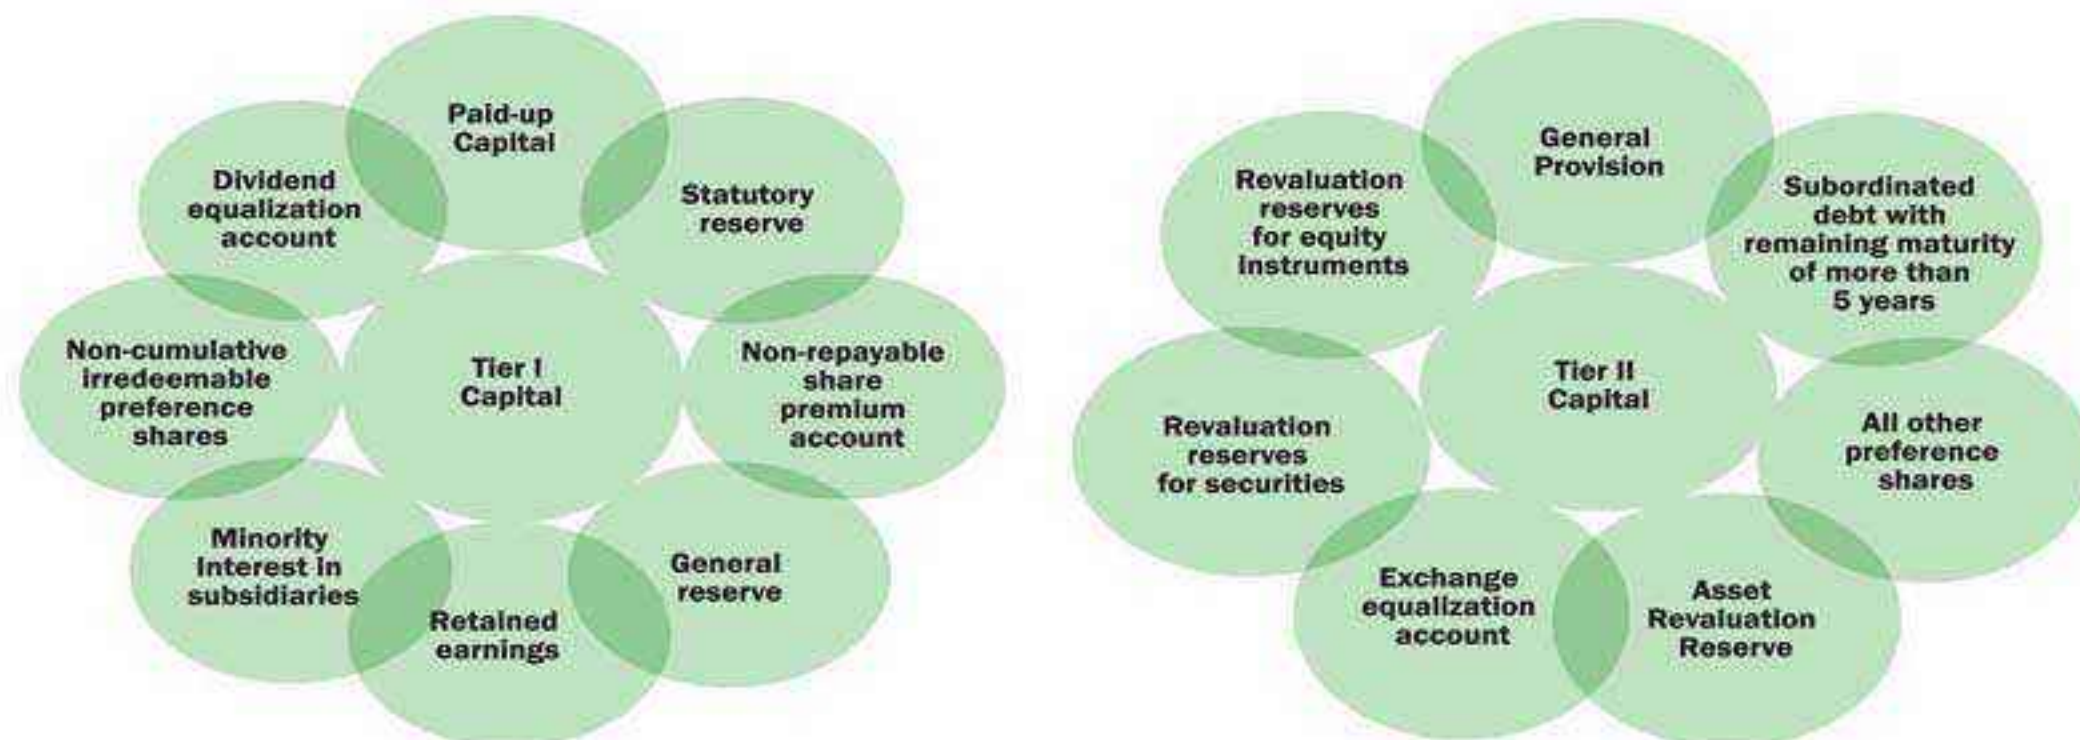 Paid-up
Capital
Statutory
reserve
Non-repayable
share
premium
account
General
reserve
Retained
earnings
Minority
Interest in
subsidiaries
Non-cumulative
irredeemable
preference
shares
Dividend
equalization
account
Tier I
Capital
General
Provision
Subordinated
debt with
remaining maturity
of more than
5 years
All other
preference
shares
Asset
Revaluation
Reserve
Exchange
equalization
account
Revaluation
reserves
for securities
Revaluation
reserves
for equity
instruments
Tier II
Capital